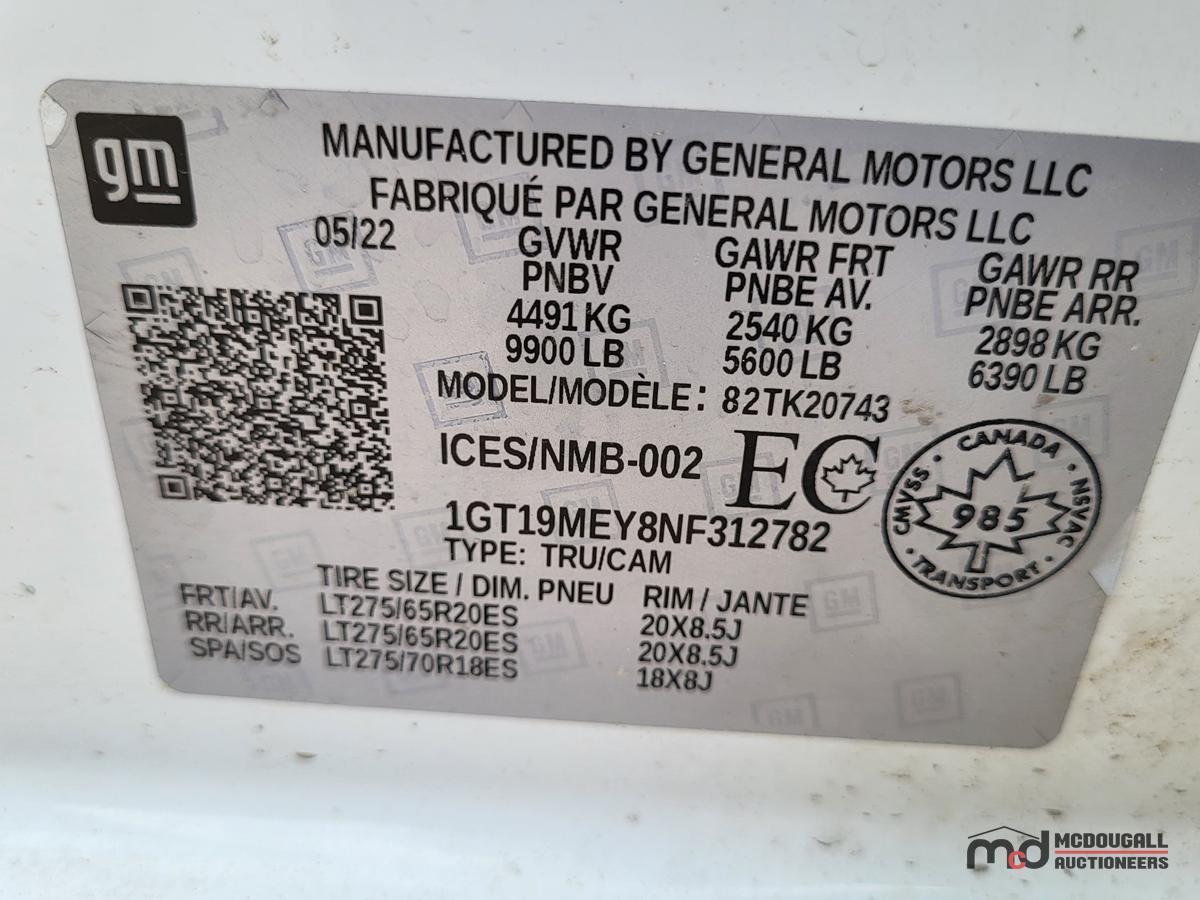 gm
MANUFACTURED BY GENERAL MOTORS LLC
FABRIQUÉ PAR GENERAL MOTORS LLC
05/22
GVWR GAWR FRT GAWR RR
PNBV PNBE AV. PNBE ARR.
4491 KG 2540 KG 2898 KG
9900 LB 5600 LB 6390 LB
MODEL/MODÈLE: 82TK20743
ICES/NMB-002 EC
CANADA
CMVSS 985 NSVAC
TRANSPORT
1GT19MEY8NF312782
TYPE: TRU/CAM
TIRE SIZE / DIM. PNEU RIM / JANTE
FRT/AV. LT275/65R20ES 20X8.5J
RR/ARR. LT275/65R20ES 20X8.5J
SPA/SOS LT275/70R18ES 18X8J
mcd MCDOUGALL
AUCTIONEERS